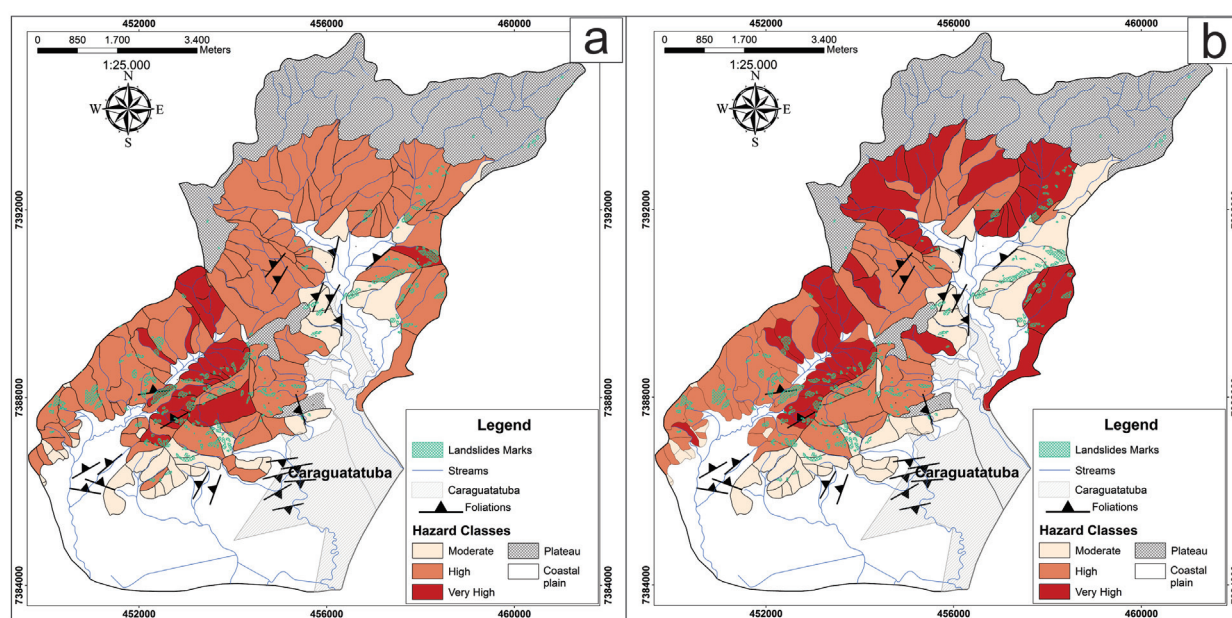 452000 456000 460000
a
0 850 1.700 3.400
Meters
1:25.000
N
W E
S
7392000
7388000
7384000
Caraguatatuba
Legend
Landslides Marks
Streams
Caraguatatuba
Foliations
Hazard Classes
Moderate Plateau
High Coastal plain
Very High
452000 456000 460000
452000 456000 460000
b
0 850 1.700 3.400
Meters
1:25.000
N
W E
S
7392000
7388000
7384000
Caraguatatuba
Legend
Landslides Marks
Streams
Caraguatatuba
Foliations
Hazard Classes
Moderate Plateau
High Coastal plain
Very High
452000 456000 460000